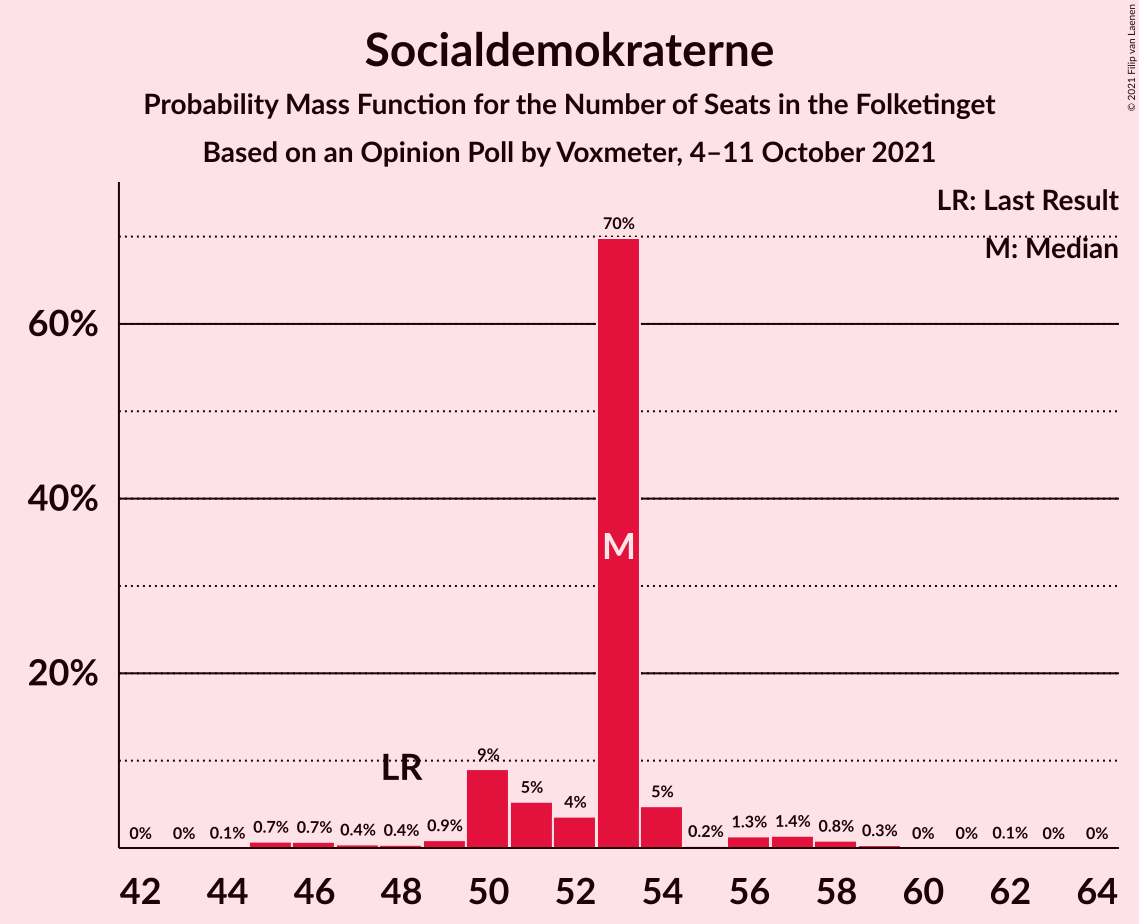 Socialdemokraterne
Probability Mass Function for the Number of Seats in the Folketinget
Based on an Opinion Poll by Voxmeter, 4–11 October 2021
© 2021 Filip van Laenen
LR: Last Result
M: Median
60%
40%
20%
0% 0% 0.1% 0.7% 0.7% 0.4% 0.4% 0.9% 9% 5% 4% 70% 5% 0.2% 1.3% 1.4% 0.8% 0.3% 0% 0% 0.1% 0% 0%
LR
M
42 44 46 48 50 52 54 56 58 60 62 64